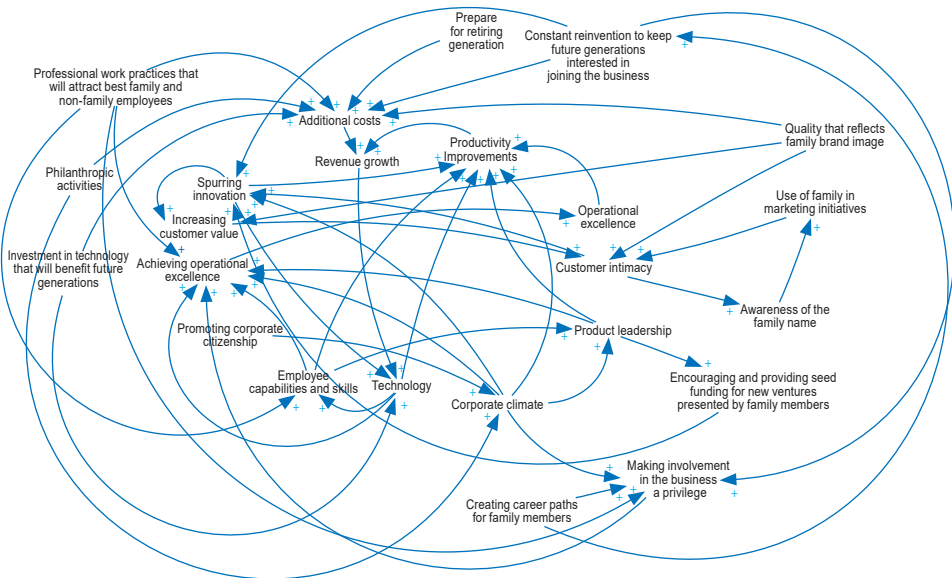 Prepare
for retiring
generation
Constant reinvention to keep
future generations
interested in
joining the business
Professional work practices that
will attract best family and
non-family employees
Additional costs
Quality that reflects
family brand image
Productivity
Improvements
Revenue growth
Philanthropic
activities
Spurring
innovation
Use of family in
marketing initiatives
Increasing
customer value
Operational
excellence
Investment in technology
that will benefit future
generations
Achieving operational
excellence
Customer intimacy
Awareness of the
family name
Promoting corporate
citizenship
Product leadership
Employee
capabilities and skills
Technology
Corporate climate
Encouraging and providing seed
funding for new ventures
presented by family members
Making involvement
in the business
a privilege
Creating career paths
for family members